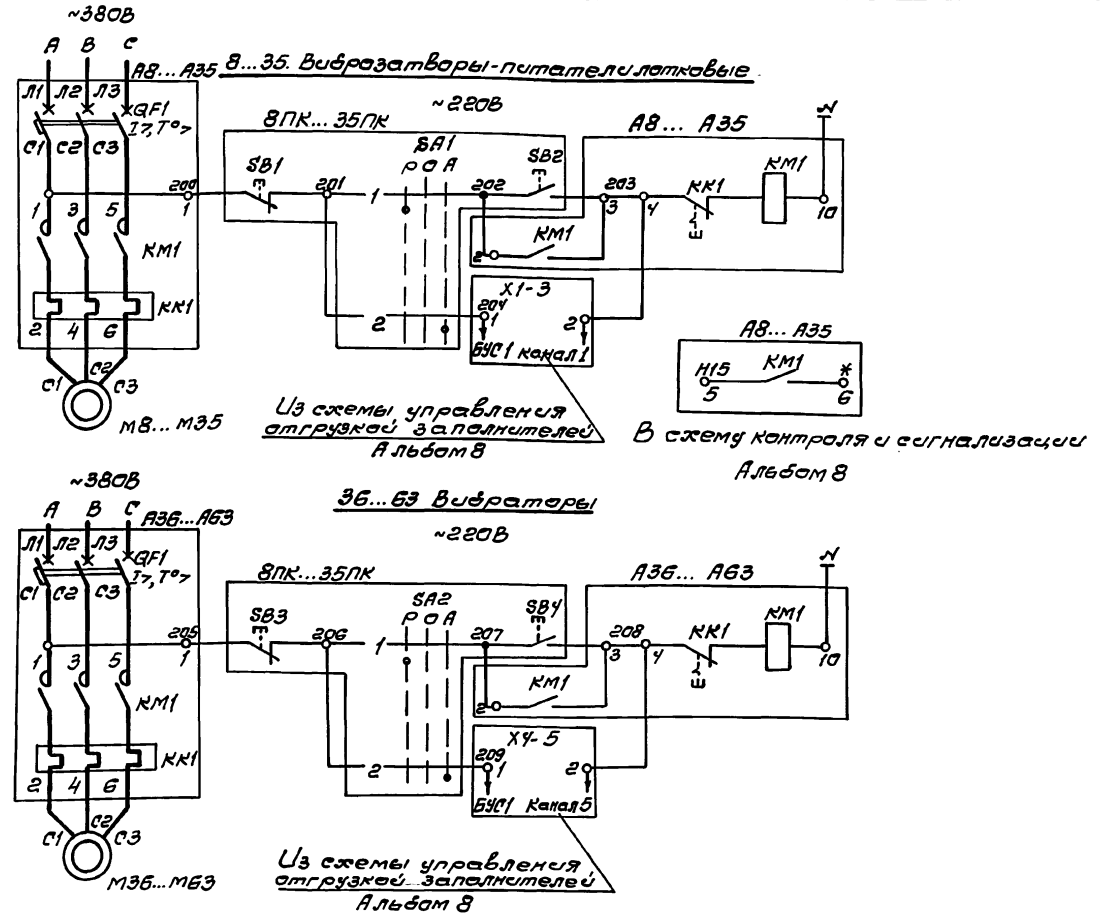 ~380В
А В С
А8...А35
8...35. Виброзатворы-питатели лотковые
~220В
Л1 Л2 Л3
QF1
I>, T°>
С1 С2 С3
8ПК...35ПК
SA1
Р О А
А8... А35
N
SB1
SB2
КМ1
КК1
200
1
201
1
202
203
3
4
10
1 3 5
КМ1
2
КМ1
КК1
2 4 6
2
204
1
Х1-3
2
БУС1 канал 1
С1 С2 С3
М8... М35
А8... А35
Н15
5
КМ1
*
6
Из схемы управления
отгрузкой заполнителей
Альбом 8
В схему контроля и сигнализации
Альбом 8
~380В
А В С
А36...А63
36...63 Вибраторы
~220В
Л1 Л2 Л3
QF1
I>, T°>
С1 С2 С3
8ПК...35ПК
SA2
Р О А
А36... А63
N
SB3
SB4
КМ1
КК1
205
1
206
1
207
208
3
4
10
1 3 5
КМ1
2
КМ1
КК1
2 4 6
2
209
1
Х4-5
2
БУС1 Канал 5
С1 С2 С3
М36...М63
Из схемы управления
отгрузкой заполнителей
Альбом 8